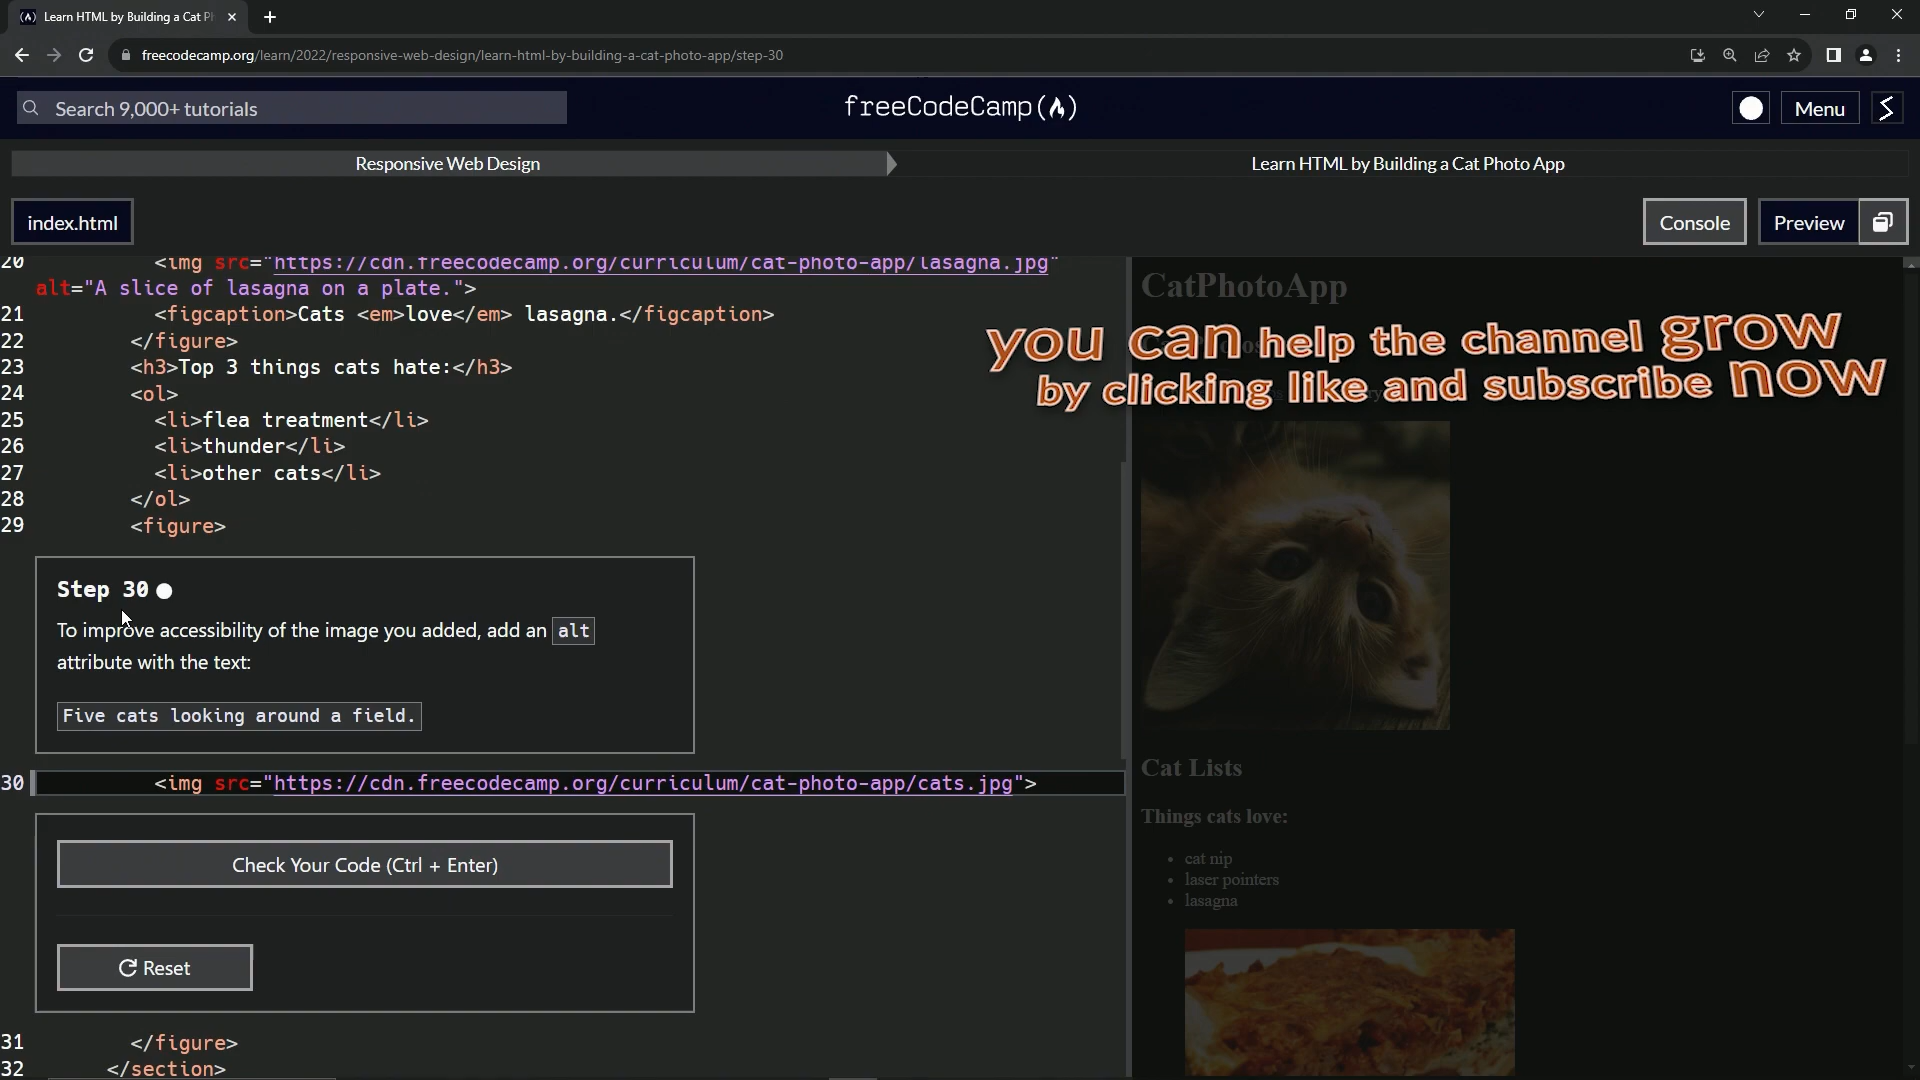 Learn HTML by Building a Cat P
freecodecamp.org/learn/2022/responsive-web-design/learn-html-by-building-a-cat-photo-app/step-30
Search 9,000+ tutorials
freeCodeCamp
Menu
Responsive Web Design
Learn HTML by Building a Cat Photo App
index.html
Console
Preview
20 <img src="https://cdn.freecodecamp.org/curriculum/cat-photo-app/lasagna.jpg"
alt="A slice of lasagna on a plate.">
21 <figcaption>Cats <em>love</em> lasagna.</figcaption>
22 </figure>
23 <h3>Top 3 things cats hate:</h3>
24 <ol>
25 <li>flea treatment</li>
26 <li>thunder</li>
27 <li>other cats</li>
28 </ol>
29 <figure>
Step 30
To improve accessibility of the image you added, add an alt
attribute with the text:
Five cats looking around a field.
30 <img src="https://cdn.freecodecamp.org/curriculum/cat-photo-app/cats.jpg">
Check Your Code (Ctrl + Enter)
Reset
31 </figure>
32 </section>
CatPhotoApp
you can help the channel grow
by clicking like and subscribe now
Cat Lists
Things cats love:
cat nip
laser pointers
lasagna